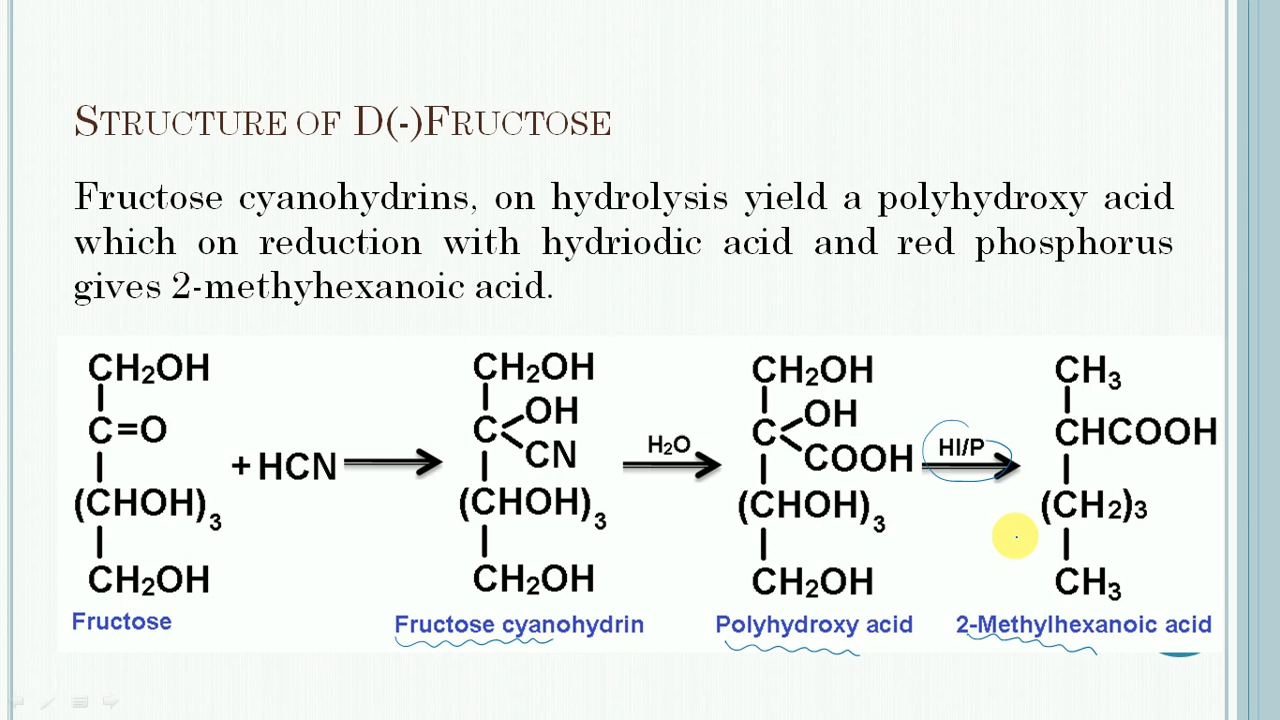 STRUCTURE OF D(-)FRUCTOSE
Fructose cyanohydrins, on hydrolysis yield a polyhydroxy acid
which on reduction with hydriodic acid and red phosphorus
gives 2-methyhexanoic acid.
CH₂OH
C=O
(CHOH)₃
CH₂OH
Fructose
+ HCN
CH₂OH
C OH
CN
(CHOH)₃
CH₂OH
Fructose cyanohydrin
H₂O
CH₂OH
C OH
COOH
(CHOH)₃
CH₂OH
Polyhydroxy acid
HI/P
CH₃
CHCOOH
(CH₂)₃
CH₃
2-Methylhexanoic acid